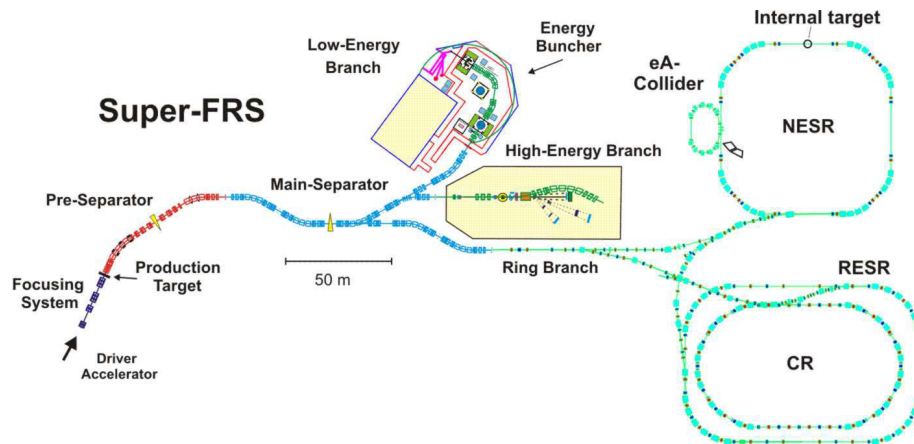 Super-FRS
Low-Energy
Branch
Energy
Buncher
Internal target
eA-
Collider
NESR
High-Energy Branch
Main-Separator
Pre-Separator
Production
Target
Focusing
System
Driver
Accelerator
50 m
Ring Branch
RESR
CR